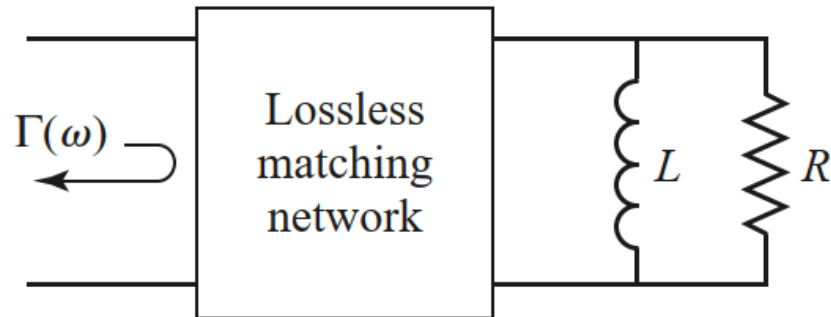 Lossless
Γ(ω)
matching
L
R
network